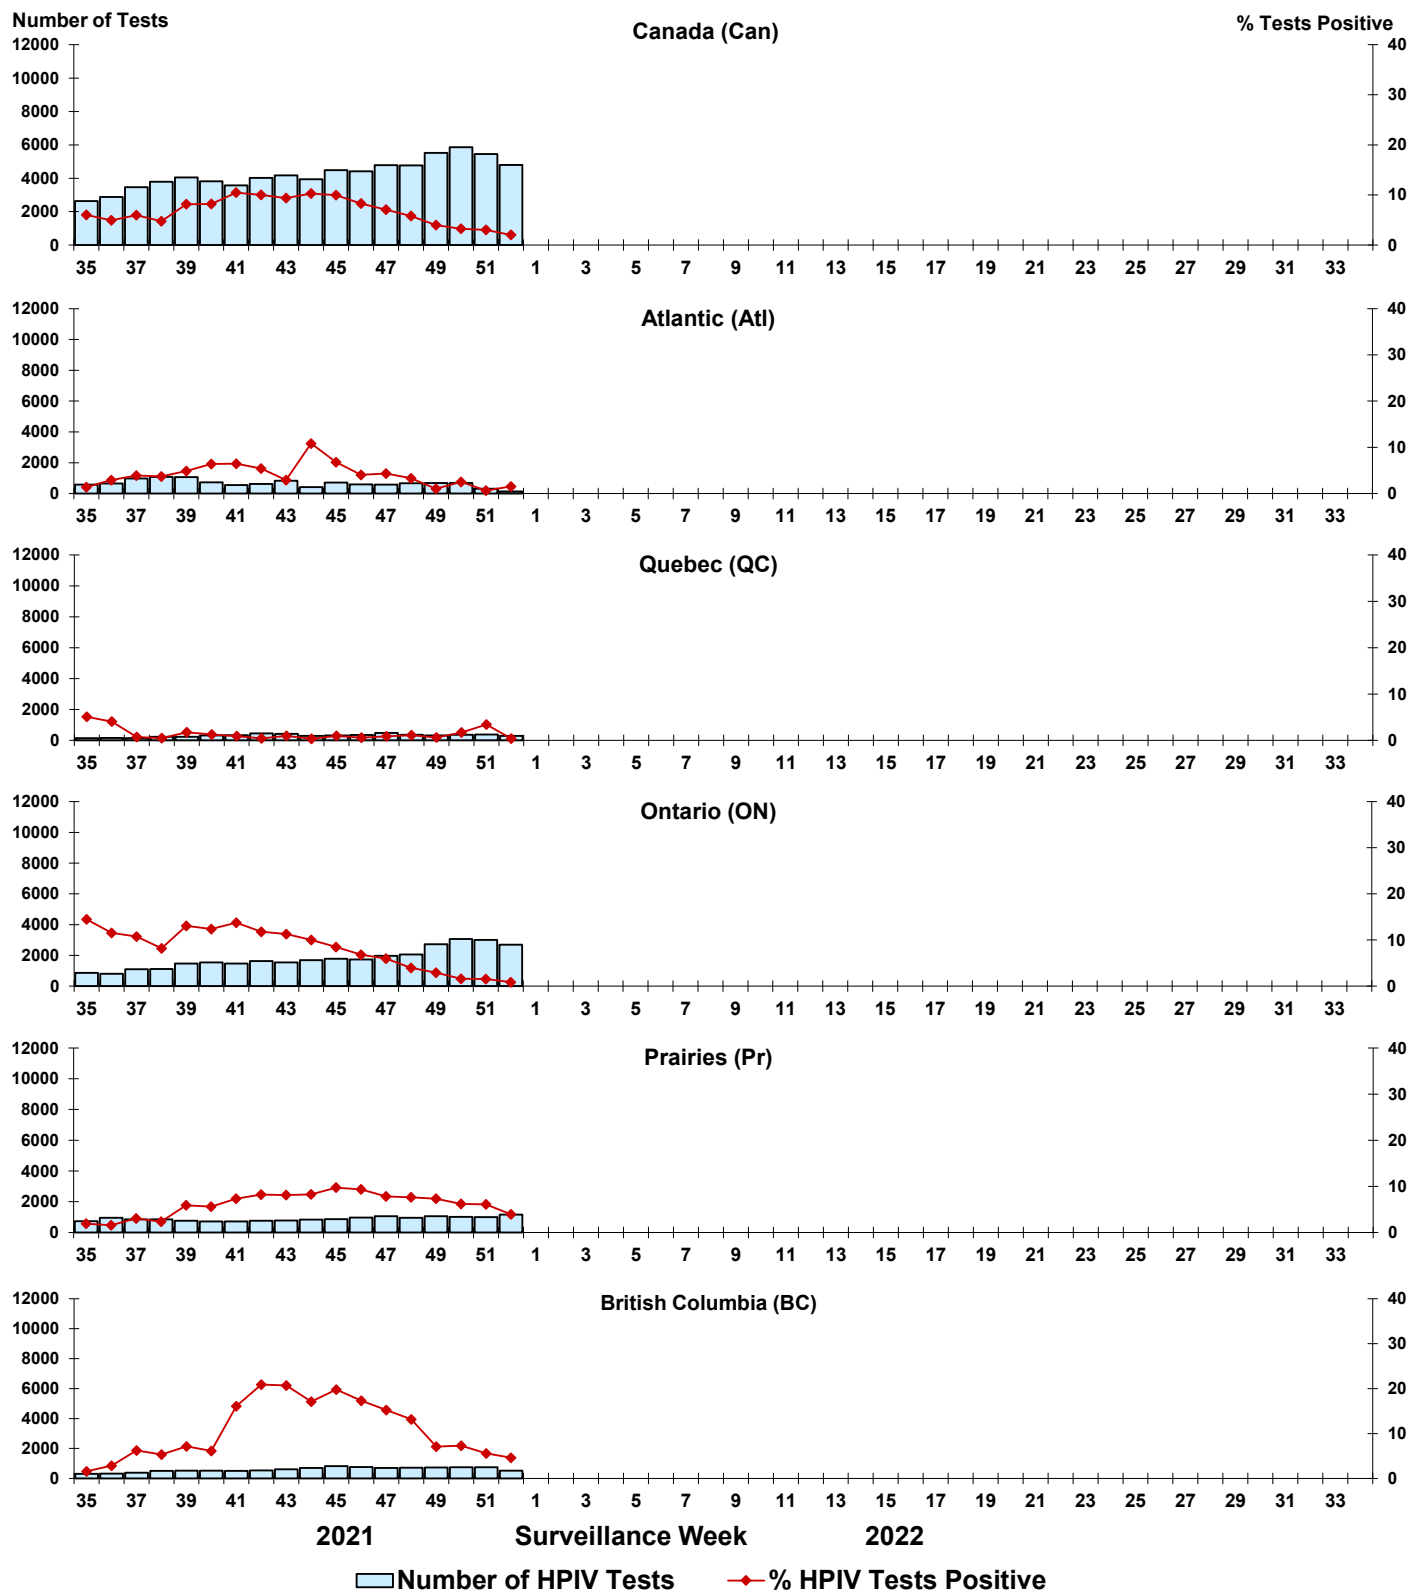 Number of Tests
Canada (Can)
% Tests Positive
12000 40
10000
8000 30
6000 20
4000
2000 10
0 0
35 37 39 41 43 45 47 49 51 1 3 5 7 9 11 13 15 17 19 21 23 25 27 29 31 33
Atlantic (Atl)
12000 40
10000
8000 30
6000 20
4000
2000 10
0 0
35 37 39 41 43 45 47 49 51 1 3 5 7 9 11 13 15 17 19 21 23 25 27 29 31 33
Quebec (QC)
12000 40
10000
8000 30
6000 20
4000
2000 10
0 0
35 37 39 41 43 45 47 49 51 1 3 5 7 9 11 13 15 17 19 21 23 25 27 29 31 33
Ontario (ON)
12000 40
10000
8000 30
6000 20
4000
2000 10
0 0
35 37 39 41 43 45 47 49 51 1 3 5 7 9 11 13 15 17 19 21 23 25 27 29 31 33
Prairies (Pr)
12000 40
10000
8000 30
6000 20
4000
2000 10
0 0
35 37 39 41 43 45 47 49 51 1 3 5 7 9 11 13 15 17 19 21 23 25 27 29 31 33
British Columbia (BC)
12000 40
10000
8000 30
6000 20
4000
2000 10
0 0
35 37 39 41 43 45 47 49 51 1 3 5 7 9 11 13 15 17 19 21 23 25 27 29 31 33
2021 Surveillance Week 2022
Number of HPIV Tests % HPIV Tests Positive